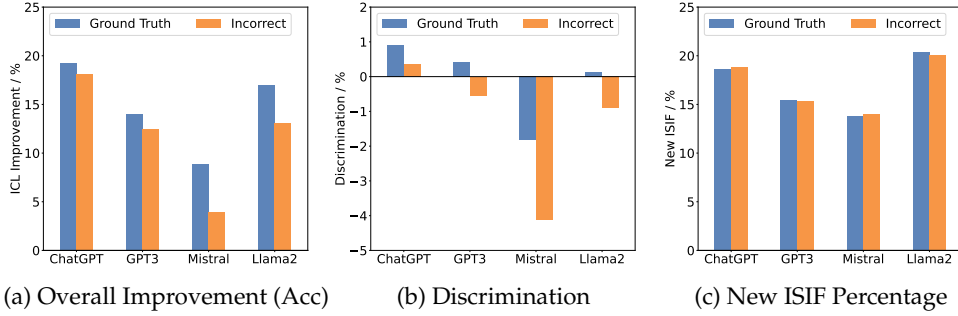 Ground Truth Incorrect
25
20
15
10
5
0
ICL Improvement / %
ChatGPT GPT3 Mistral Llama2
(a) Overall Improvement (Acc)
Ground Truth Incorrect
2
1
0
−1
−2
−3
−4
−5
Discrimination / %
ChatGPT GPT3 Mistral Llama2
(b) Discrimination
Ground Truth Incorrect
25
20
15
10
5
0
New ISIF / %
ChatGPT GPT3 Mistral Llama2
(c) New ISIF Percentage